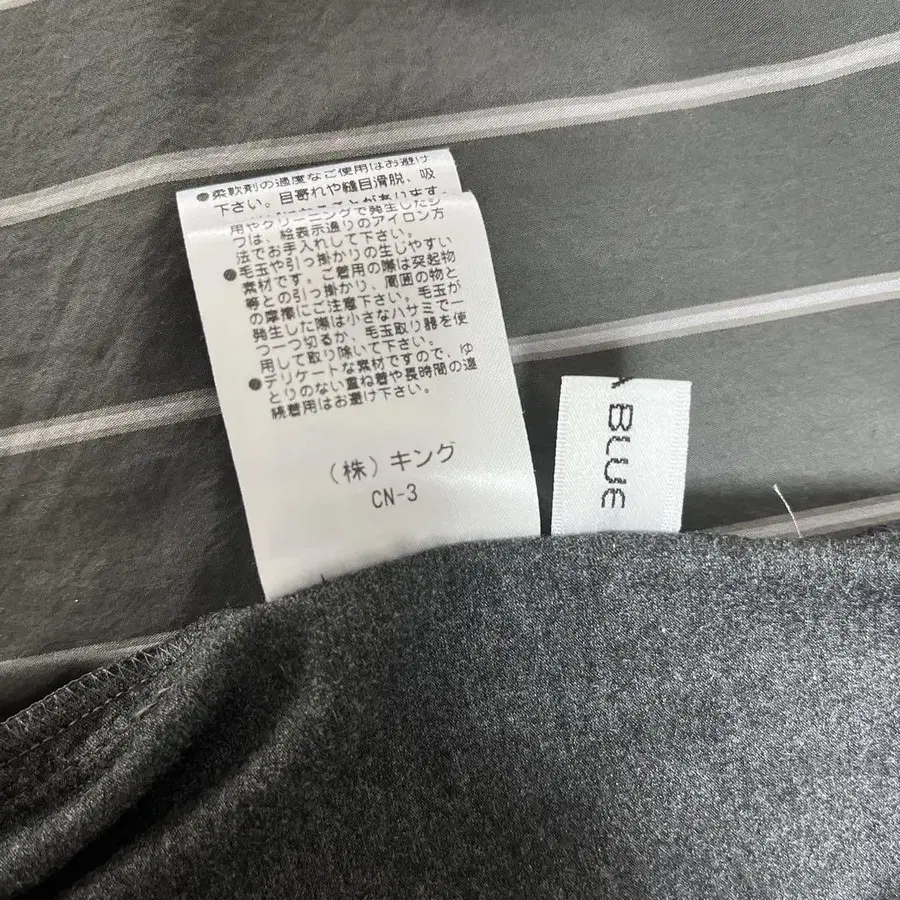 ●柔軟剤の過度なご使用はお避け
下さい。目寄れや縫目滑脱、吸
用やクリーニングで発生したシ
ワは、絵表示通りのアイロン方
法でお手入れして下さい。
●毛玉や引っ掛かりの生じやすい
素材です。ご着用の際は突起物
等との引っ掛かり、周囲の物と
の摩擦にご注意下さい。毛玉が
発生した際は小さなハサミで一
つ一つ切るか、毛玉取り器を使
用して取り除いて下さい。
●デリケートな素材ですので、ゆ
とりのない重ね着や長時間の連
続着用はお避け下さい。
(株)キング
CN-3
BLUE